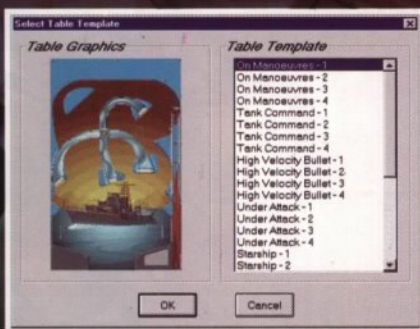 Select Table Template
Table Graphics
Table Template
On Manoeuvres - 1
On Manoeuvres - 2
On Manoeuvres - 3
On Manoeuvres - 4
Tank Command - 1
Tank Command - 2
Tank Command - 3
Tank Command - 4
High Velocity Bullet - 1
High Velocity Bullet - 2
High Velocity Bullet - 3
High Velocity Bullet - 4
Under Attack - 1
Under Attack - 2
Under Attack - 3
Under Attack - 4
Starship - 1
Starship - 2
OK
Cancel